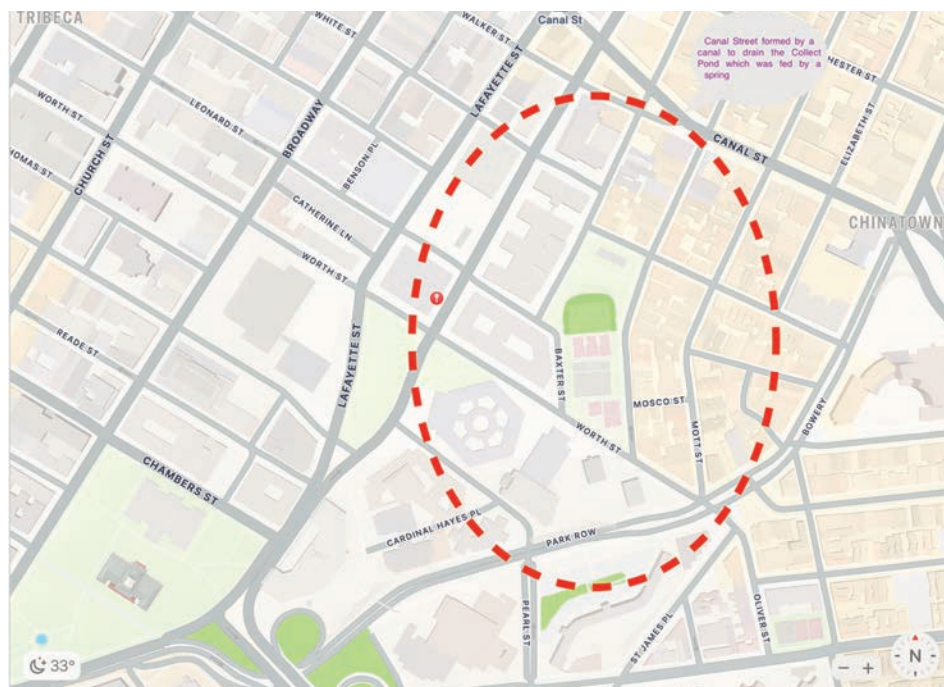 TRIBECA
Canal St
WALKER ST
WHITE ST
LAFAYETTE ST
Canal Street formed by a
canal to drain the Collect
Pond which was fed by a
spring
HESTER ST
WORTH ST
LEONARD ST
BROADWAY
BENSON PL
CANAL ST
ELIZABETH ST
THOMAS ST
CHURCH ST
CATHERINE LN
CHINATOWN
WORTH ST
READE ST
LAFAYETTE ST
BAXTER ST
MOSCO ST
WORTH ST
MOTT ST
BOWERY
CHAMBERS ST
CARDINAL HAYES PL
PARK ROW
PEARL ST
ST JAMES PL
OLIVER ST
33°
N